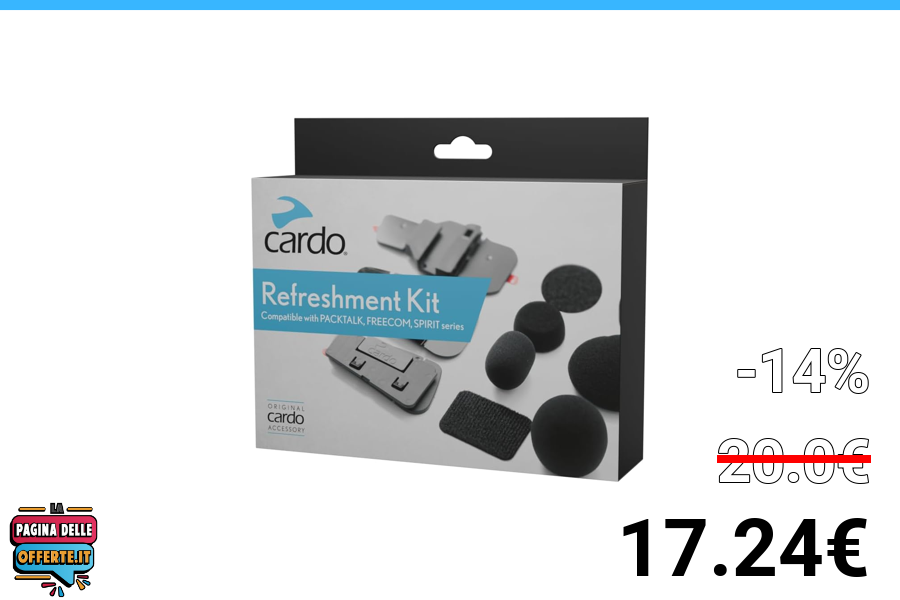 cardo
Refreshment Kit
Compatible with PACKTALK, FREECOM, SPIRIT series
cardo
ORIGINAL
cardo
ACCESSORY
-14%
20.0€
17.24€
LA
PAGINA DELLE
OFFERTE.IT